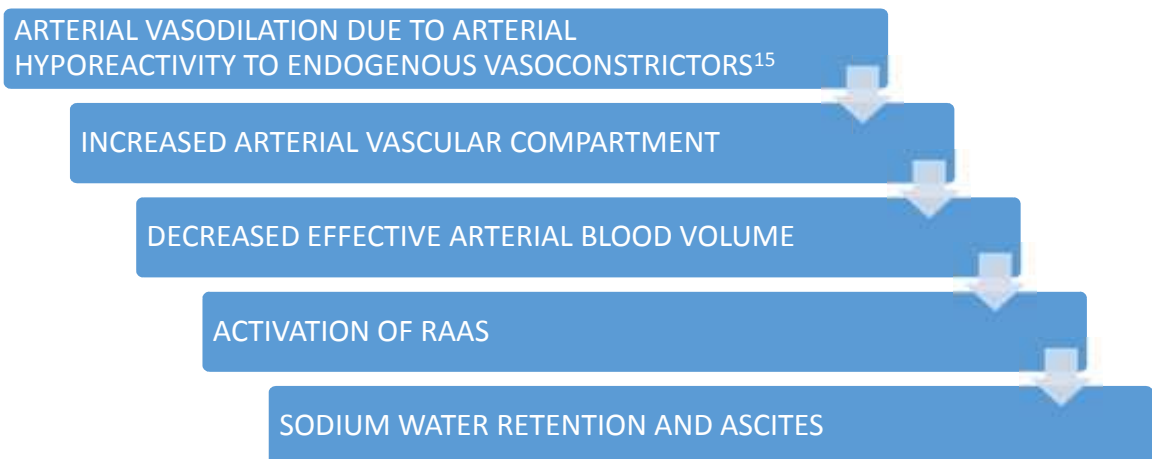 ARTERIAL VASODILATION DUE TO ARTERIAL
HYPOREACTIVITY TO ENDOGENOUS VASOCONSTRICTORS¹⁵
INCREASED ARTERIAL VASCULAR COMPARTMENT
DECREASED EFFECTIVE ARTERIAL BLOOD VOLUME
ACTIVATION OF RAAS
SODIUM WATER RETENTION AND ASCITES